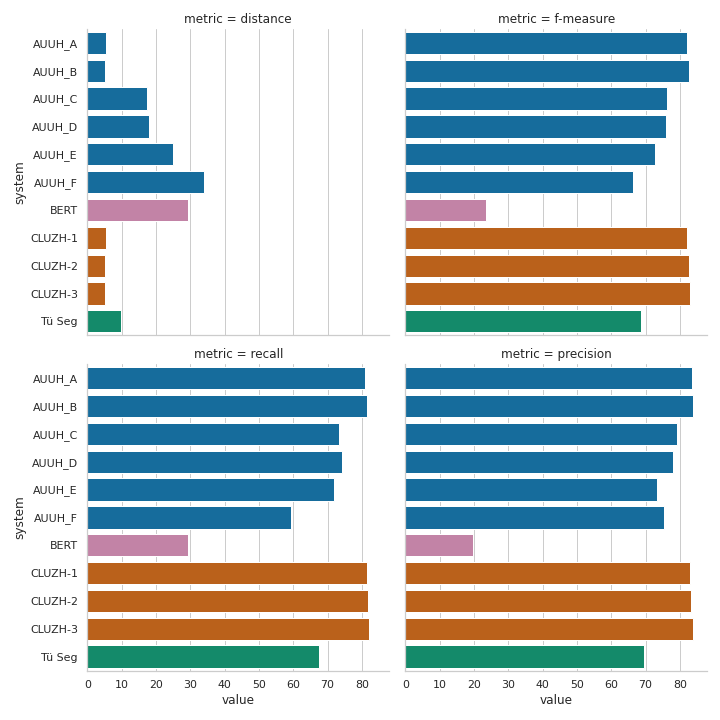 metric = distance
metric = f-measure
system
AUUH_A
AUUH_B
AUUH_C
AUUH_D
AUUH_E
AUUH_F
BERT
CLUZH-1
CLUZH-2
CLUZH-3
Tü Seg
metric = recall
metric = precision
system
AUUH_A
AUUH_B
AUUH_C
AUUH_D
AUUH_E
AUUH_F
BERT
CLUZH-1
CLUZH-2
CLUZH-3
Tü Seg
0 10 20 30 40 50 60 70 80
0 10 20 30 40 50 60 70 80
value
value